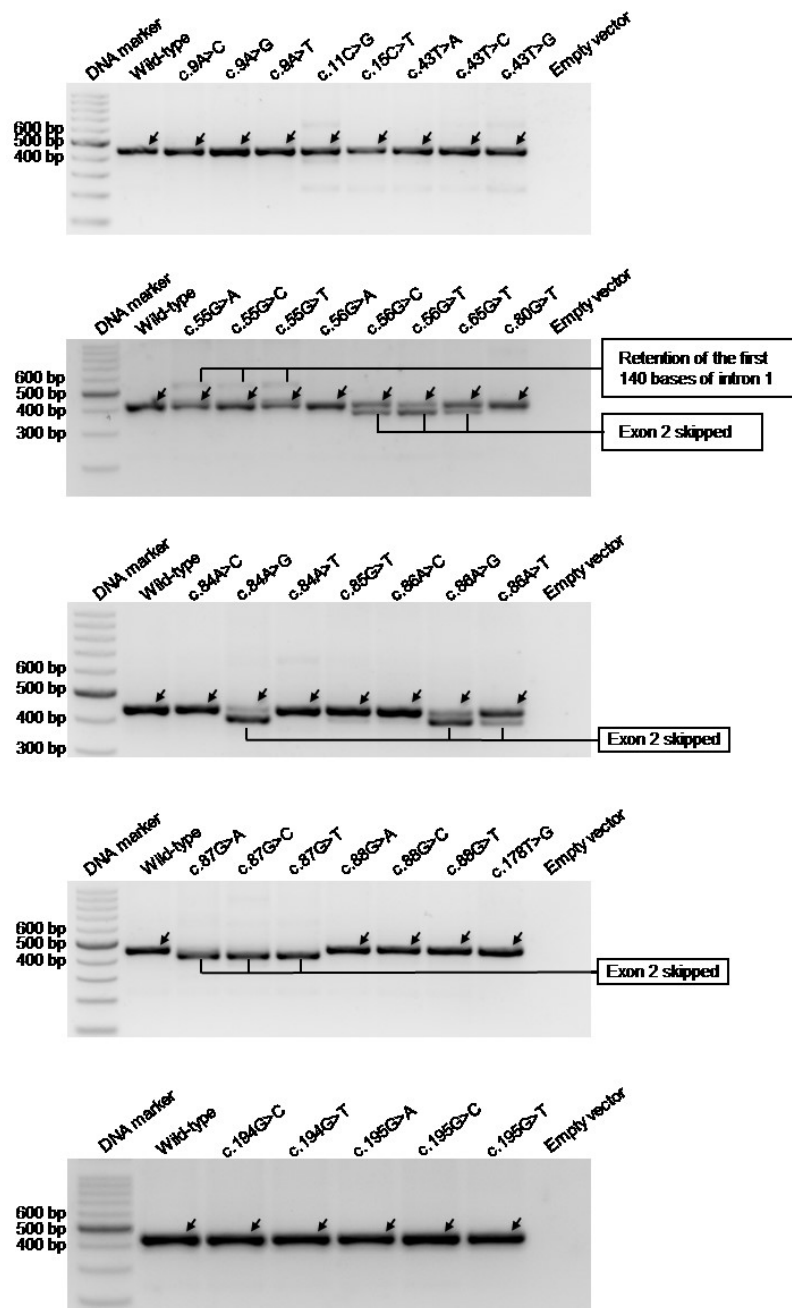 DNA marker
Wild-type
c.9A>C
c.9A>G
c.9A>T
c.11C>G
c.15C>T
c.43T>A
c.43T>C
c.43T>G
Empty vector
600 bp
500 bp
400 bp
DNA marker
Wild-type
c.55G>A
c.55G>C
c.55G>T
c.56G>A
c.56G>C
c.56G>T
c.65G>T
c.80G>T
Empty vector
600 bp
500 bp
400 bp
300 bp
Retention of the first
140 bases of intron 1
Exon 2 skipped
DNA marker
Wild-type
c.84A>C
c.84A>G
c.84A>T
c.85G>T
c.86A>C
c.86A>G
c.86A>T
Empty vector
600 bp
500 bp
400 bp
300 bp
Exon 2 skipped
DNA marker
Wild-type
c.87G>A
c.87G>C
c.87G>T
c.88G>A
c.88G>C
c.88G>T
c.178T>G
Empty vector
600 bp
500 bp
400 bp
Exon 2 skipped
DNA marker
Wild-type
c.194G>C
c.194G>T
c.195G>A
c.195G>C
c.195G>T
Empty vector
600 bp
500 bp
400 bp